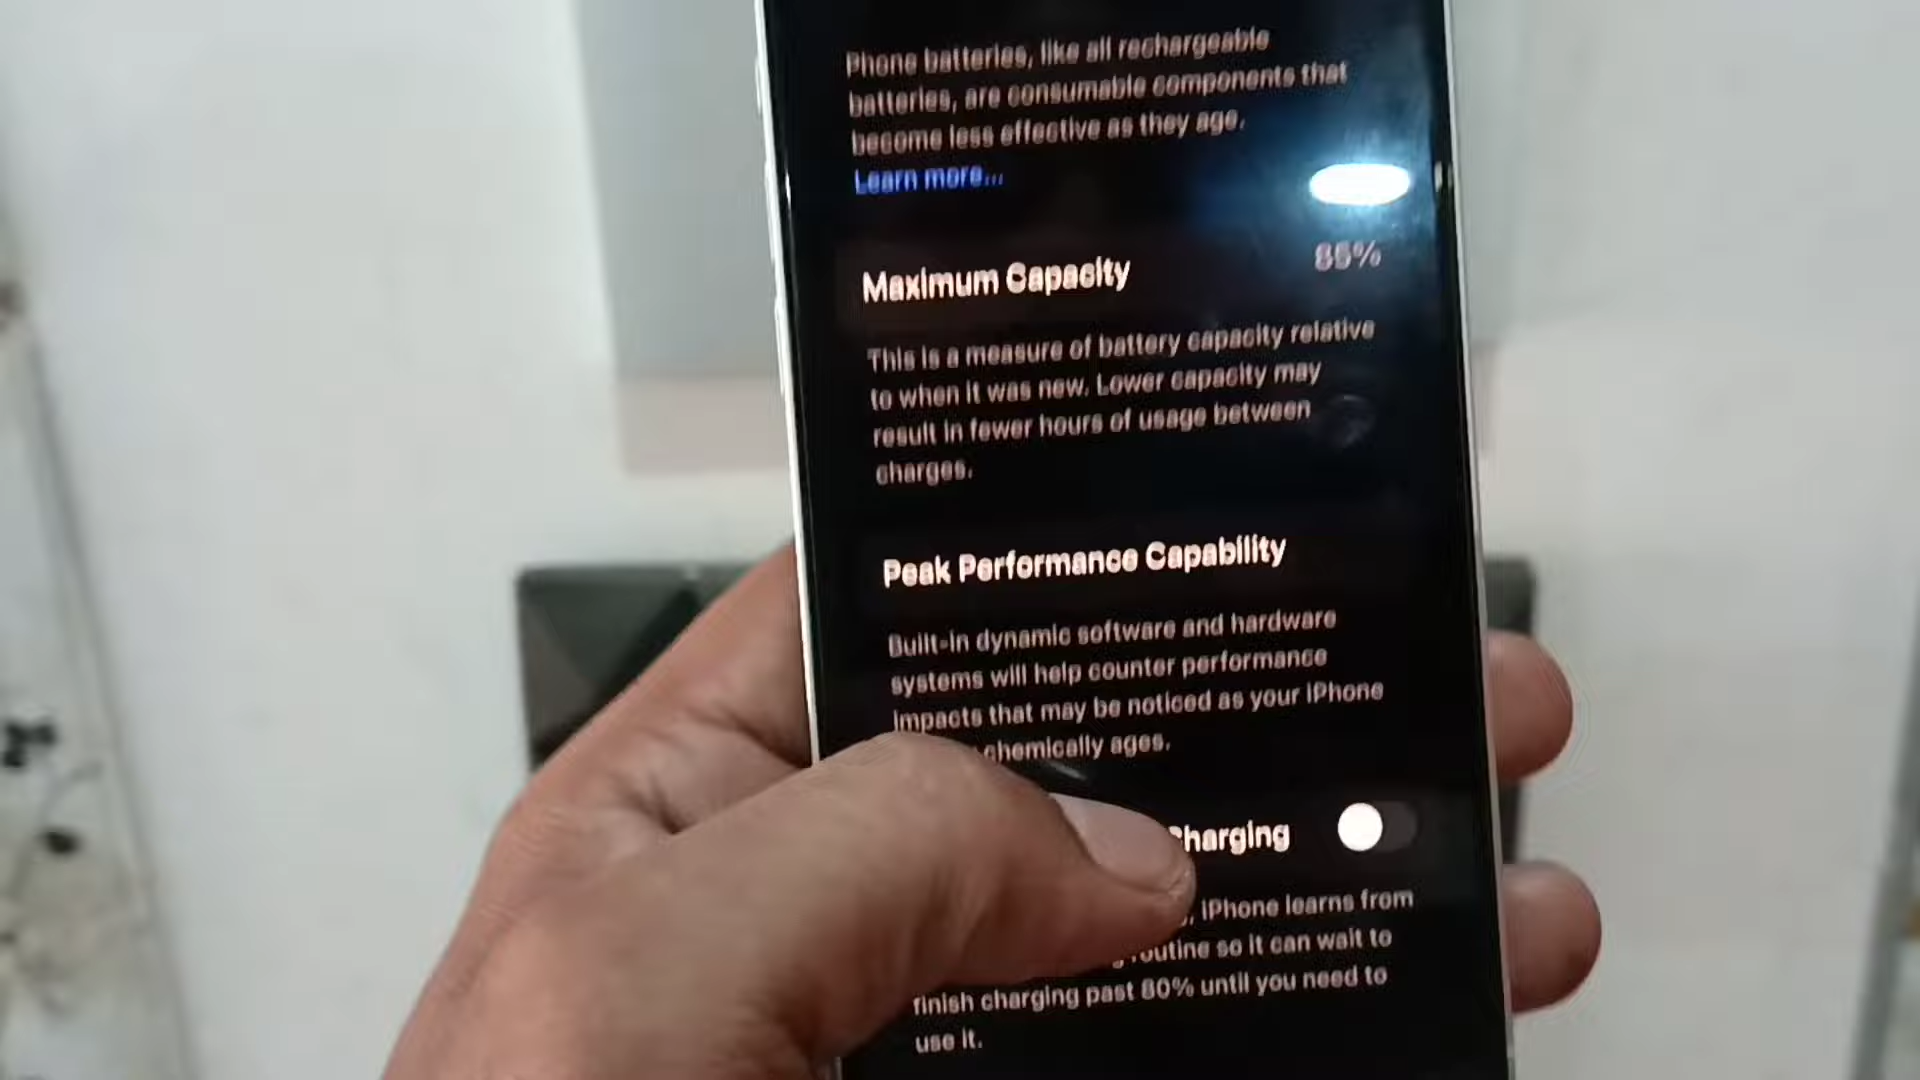 Phone batteries, like all rechargeable
batteries, are consumable components that
become less effective as they age.
Learn more...
Maximum Capacity
85%
This is a measure of battery capacity relative
to when it was new. Lower capacity may
result in fewer hours of usage between
charges.
Peak Performance Capability
Built-in dynamic software and hardware
systems will help counter performance
impacts that may be noticed as your iPhone
chemically ages.
Charging
, iPhone learns from
routine so it can wait to
finish charging past 80% until you need to
use it.